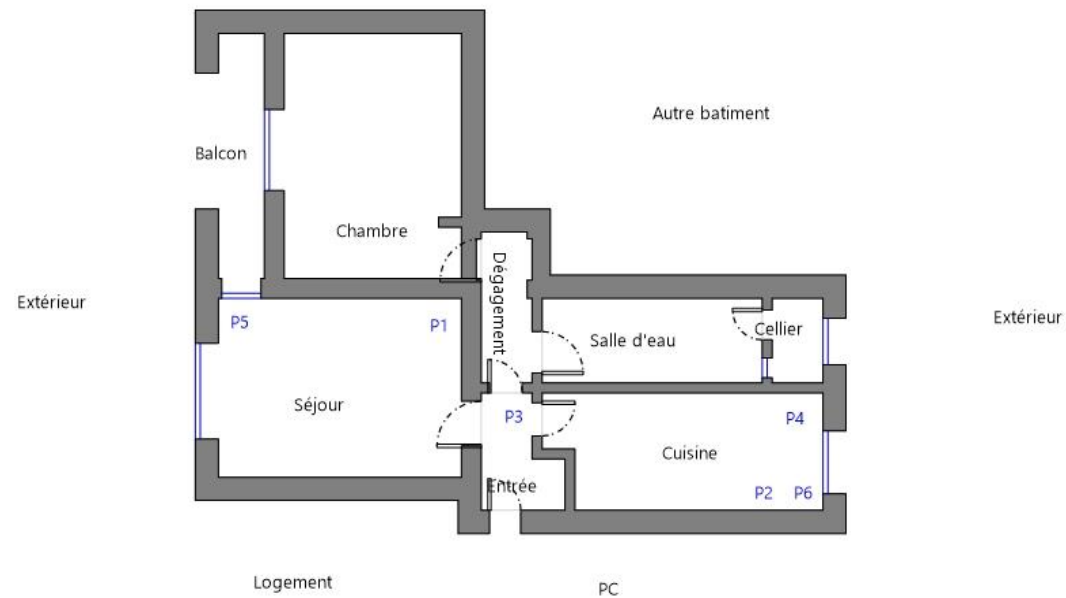 Autre batiment
Balcon
Chambre
Dégagement
Extérieur
Extérieur
P5
P1
Salle d'eau
Cellier
Séjour
P3
P4
Cuisine
Entrée
P2
P6
Logement
PC